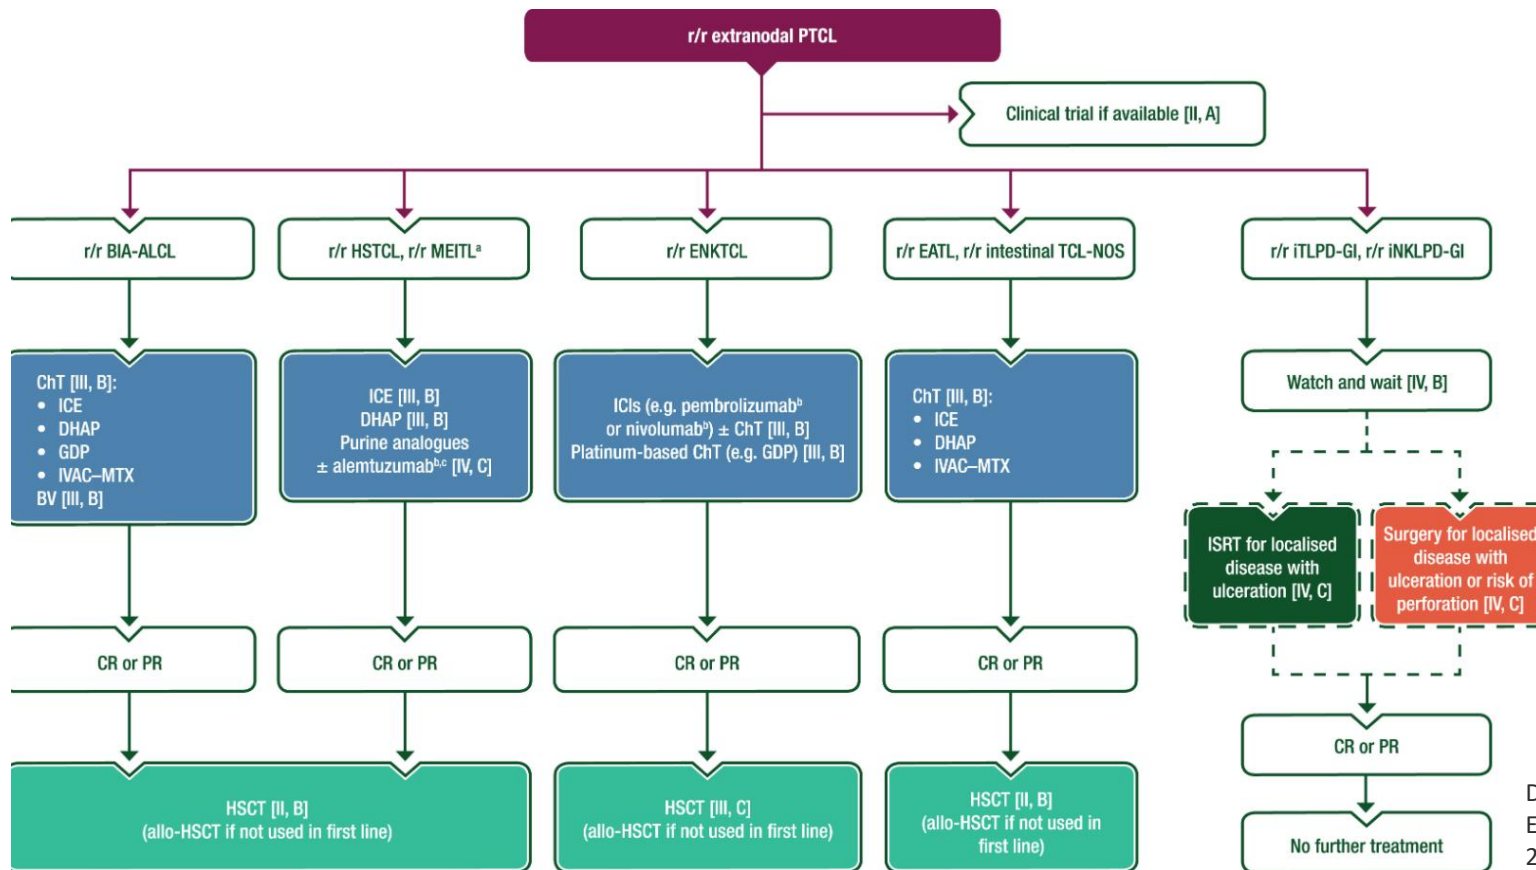 r/r extranodal PTCL
Clinical trial if available [II, A]
r/r BIA-ALCL
r/r HSTCL, r/r MEITLᵃ
r/r ENKTCL
r/r EATL, r/r intestinal TCL-NOS
r/r iTLPD-GI, r/r iNKLPD-GI
ChT [III, B]:
• ICE
• DHAP
• GDP
• IVAC–MTX
BV [III, B]
ICE [III, B]
DHAP [III, B]
Purine analogues
± alemtuzumabᵇ,ᶜ [IV, C]
ICIs (e.g. pembrolizumabᵇ
or nivolumabᵇ) ± ChT [III, B]
Platinum-based ChT (e.g. GDP) [III, B]
ChT [III, B]:
• ICE
• DHAP
• IVAC–MTX
Watch and wait [IV, B]
ISRT for localised
disease with
ulceration [IV, C]
Surgery for localised
disease with
ulceration or risk of
perforation [IV, C]
CR or PR
CR or PR
CR or PR
CR or PR
CR or PR
HSCT [II, B]
(allo-HSCT if not used in first line)
HSCT [III, C]
(allo-HSCT if not used in first line)
HSCT [II, B]
(allo-HSCT if not used in
first line)
No further treatment
D
E
2